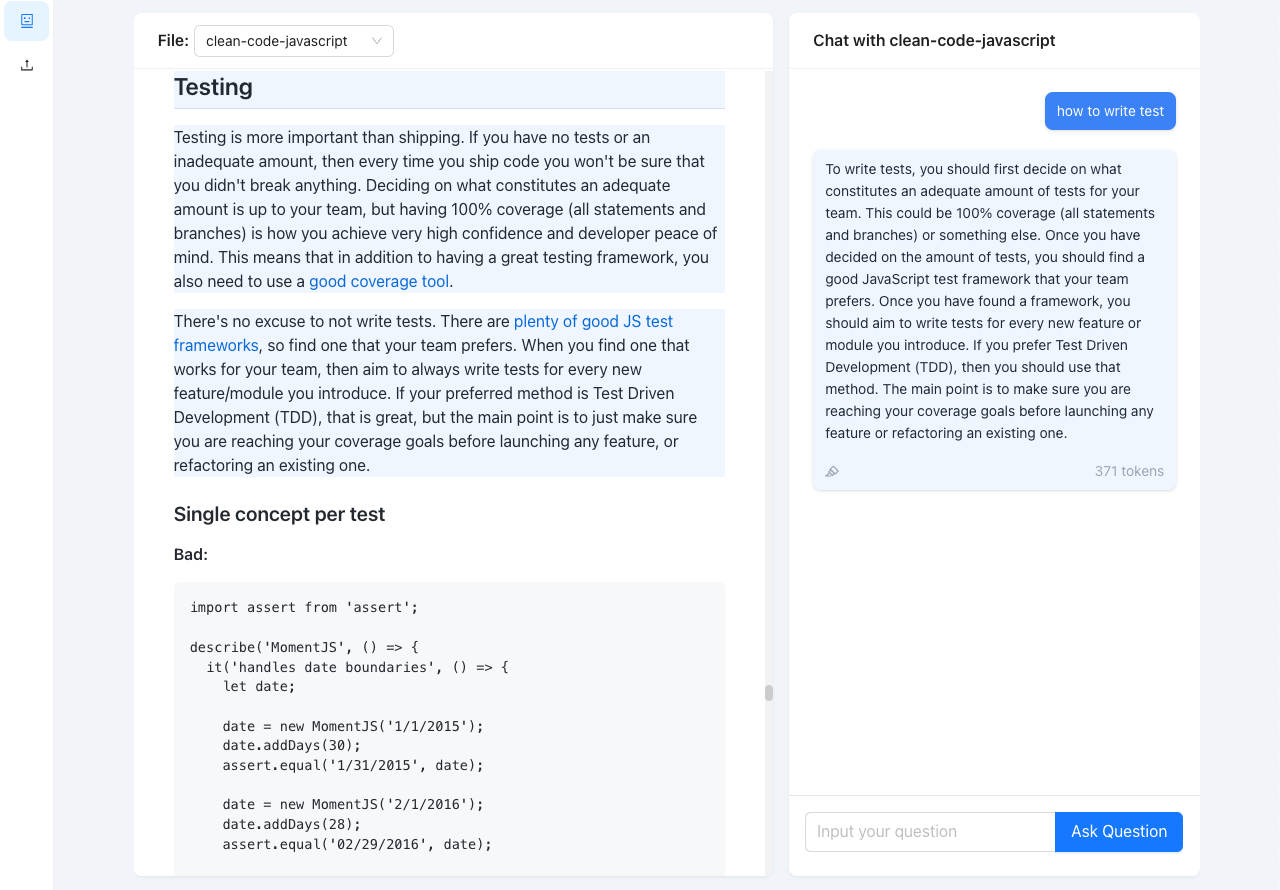 File: clean-code-javascript
Testing
Testing is more important than shipping. If you have no tests or an
inadequate amount, then every time you ship code you won't be sure that
you didn't break anything. Deciding on what constitutes an adequate
amount is up to your team, but having 100% coverage (all statements and
branches) is how you achieve very high confidence and developer peace of
mind. This means that in addition to having a great testing framework, you
also need to use a good coverage tool.
There's no excuse to not write tests. There are plenty of good JS test
frameworks, so find one that your team prefers. When you find one that
works for your team, then aim to always write tests for every new
feature/module you introduce. If your preferred method is Test Driven
Development (TDD), that is great, but the main point is to just make sure
you are reaching your coverage goals before launching any feature, or
refactoring an existing one.
Single concept per test
Bad:
import assert from 'assert';
describe('MomentJS', () => {
  it('handles date boundaries', () => {
    let date;
    date = new MomentJS('1/1/2015');
    date.addDays(30);
    assert.equal('1/31/2015', date);
    date = new MomentJS('2/1/2016');
    date.addDays(28);
    assert.equal('02/29/2016', date);
Chat with clean-code-javascript
how to write test
To write tests, you should first decide on what
constitutes an adequate amount of tests for your
team. This could be 100% coverage (all statements
and branches) or something else. Once you have
decided on the amount of tests, you should find a
good JavaScript test framework that your team
prefers. Once you have found a framework, you
should aim to write tests for every new feature or
module you introduce. If you prefer Test Driven
Development (TDD), then you should use that
method. The main point is to make sure you are
reaching your coverage goals before launching any
feature or refactoring an existing one.
371 tokens
Input your question
Ask Question